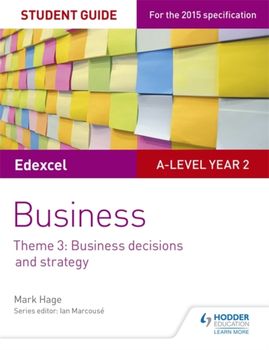 STUDENT GUIDE
For the 2015 specification
Edexcel
A-LEVEL YEAR 2
Business
Theme 3: Business decisions
and strategy
Mark Hage
Series editor: Ian Marcousé
HODDER
EDUCATION
LEARN MORE